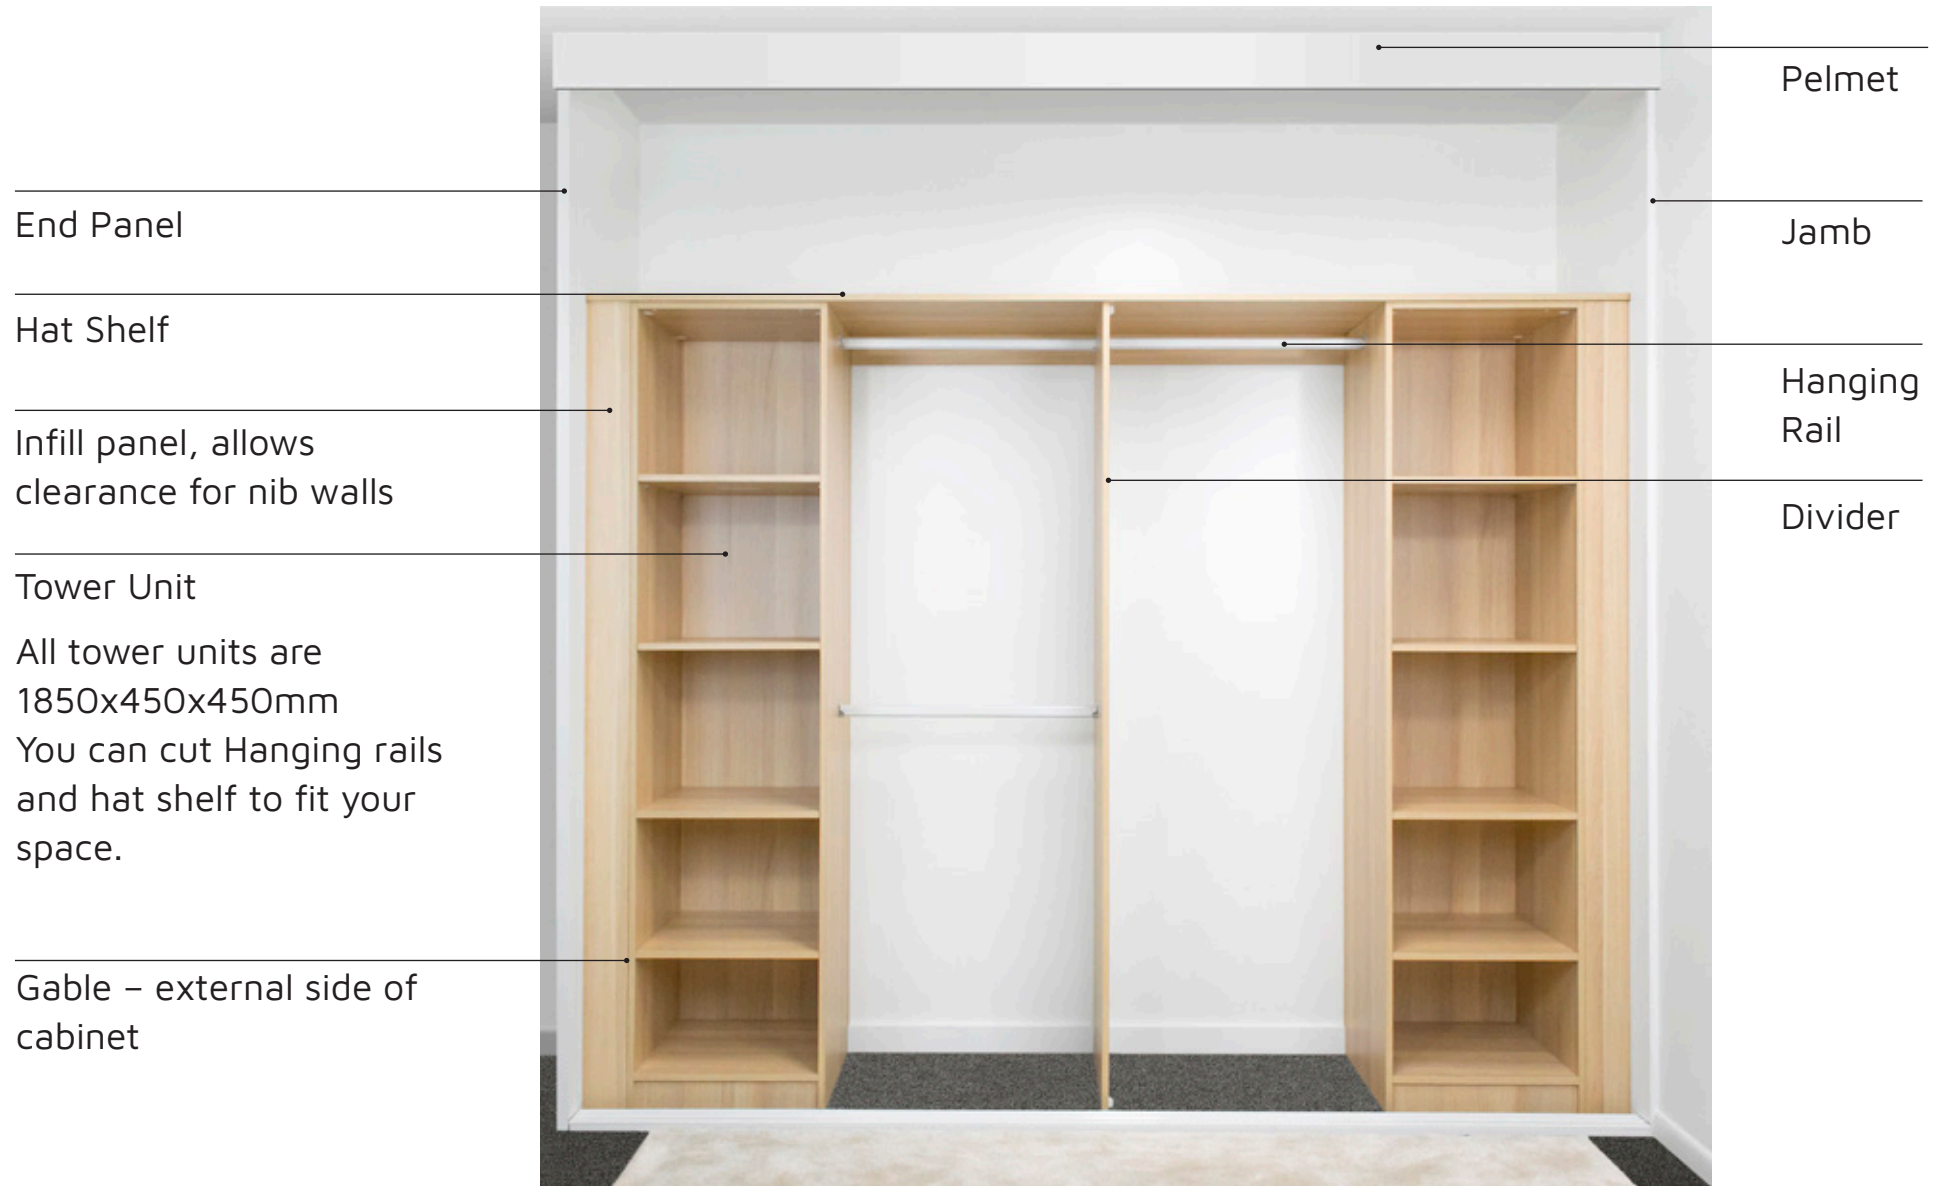 Pelmet
End Panel
Jamb
Hat Shelf
Hanging
Rail
Infill panel, allows
clearance for nib walls
Divider
Tower Unit
All tower units are
1850x450x450mm
You can cut Hanging rails
and hat shelf to fit your
space.
Gable – external side of
cabinet